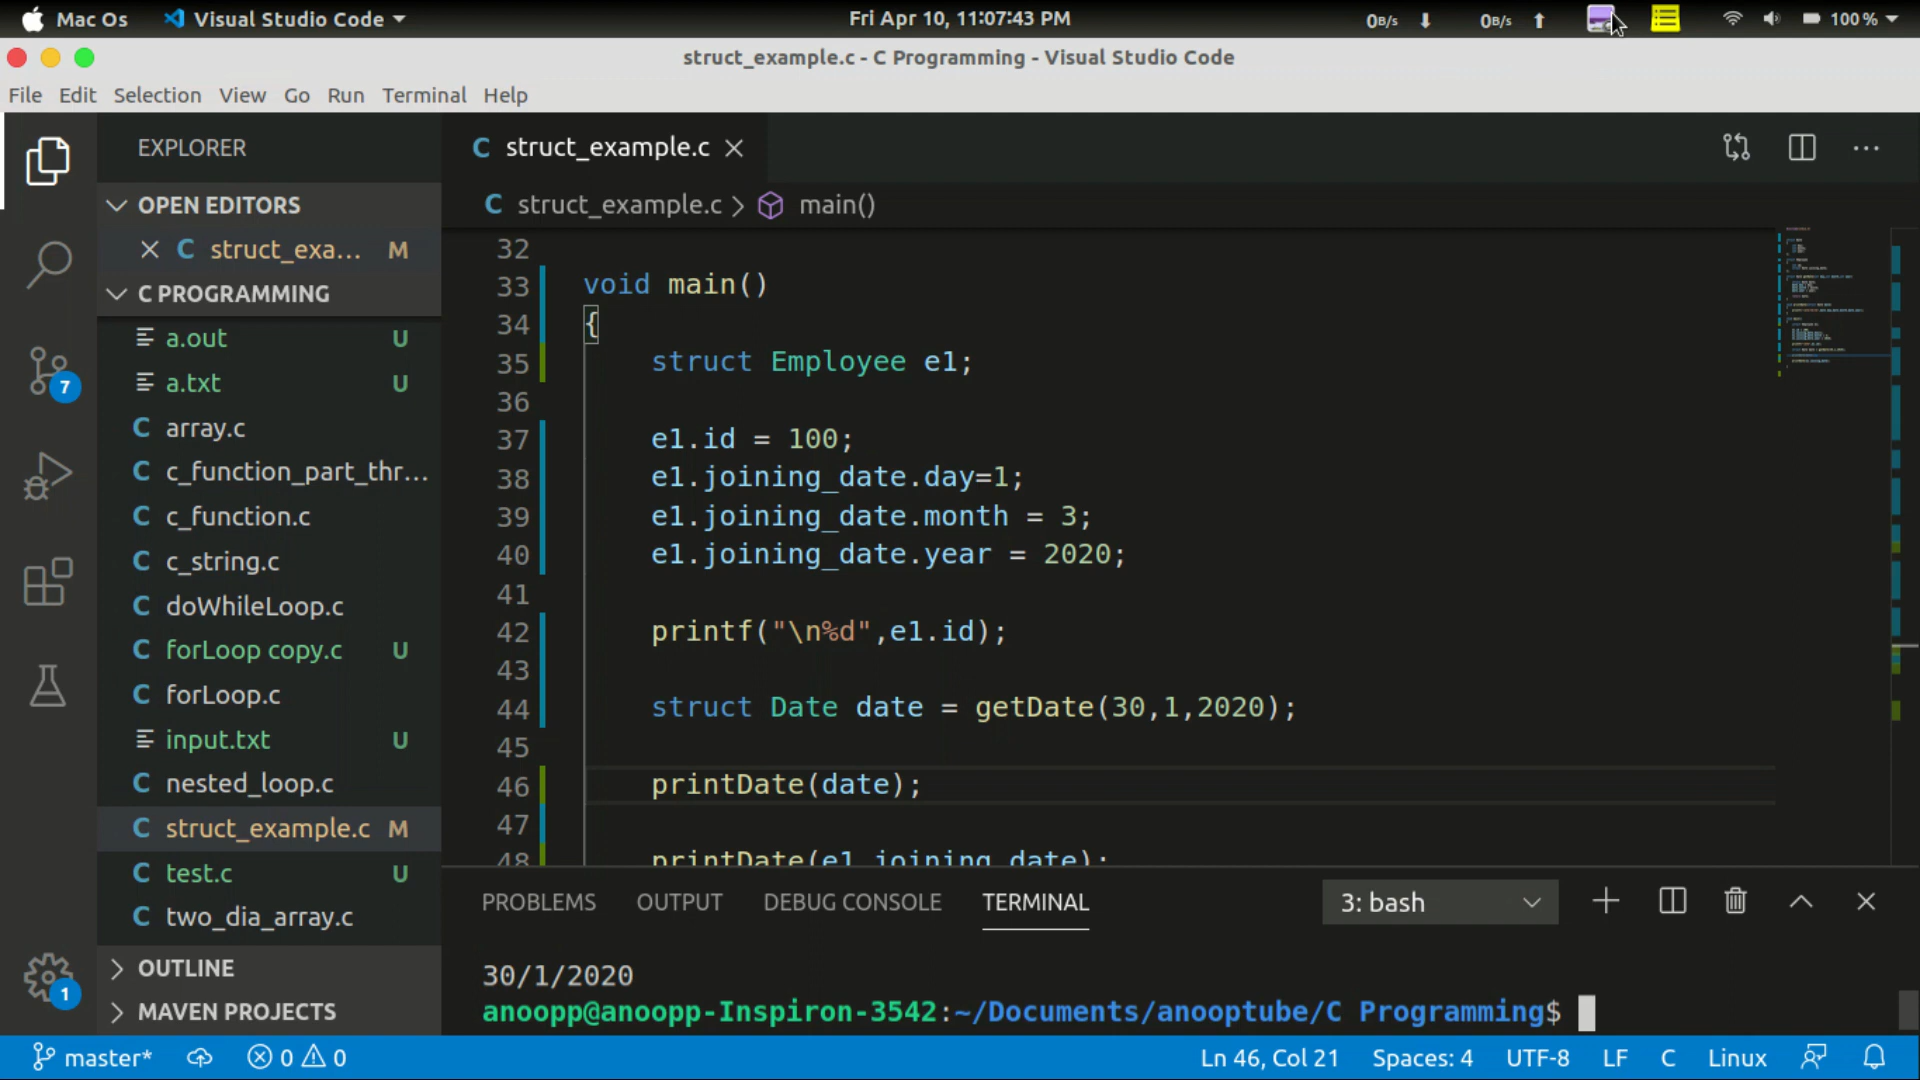 Mac Os Visual Studio Code Fri Apr 10, 11:07:43 PM 0B/s 0B/s 100 %
struct_example.c - C Programming - Visual Studio Code
File Edit Selection View Go Run Terminal Help
EXPLORER
OPEN EDITORS
C struct_exa... M
C PROGRAMMING
a.out U
a.txt U
C array.c
C c_function_part_thr...
C c_function.c
C c_string.c
C doWhileLoop.c
C forLoop copy.c U
C forLoop.c
input.txt U
C nested_loop.c
C struct_example.c M
C test.c U
C two_dia_array.c
OUTLINE
MAVEN PROJECTS
7
1
C struct_example.c
C struct_example.c > main()
32
33 void main()
34 {
35 struct Employee e1;
36
37 e1.id = 100;
38 e1.joining_date.day=1;
39 e1.joining_date.month = 3;
40 e1.joining_date.year = 2020;
41
42 printf("\n%d",e1.id);
43
44 struct Date date = getDate(30,1,2020);
45
46 printDate(date);
47
48 printDate(e1.joining_date);
PROBLEMS OUTPUT DEBUG CONSOLE TERMINAL 3: bash
30/1/2020
anoopp@anoopp-Inspiron-3542:~/Documents/anooptube/C Programming$
master* 0 0 Ln 46, Col 21 Spaces: 4 UTF-8 LF C Linux